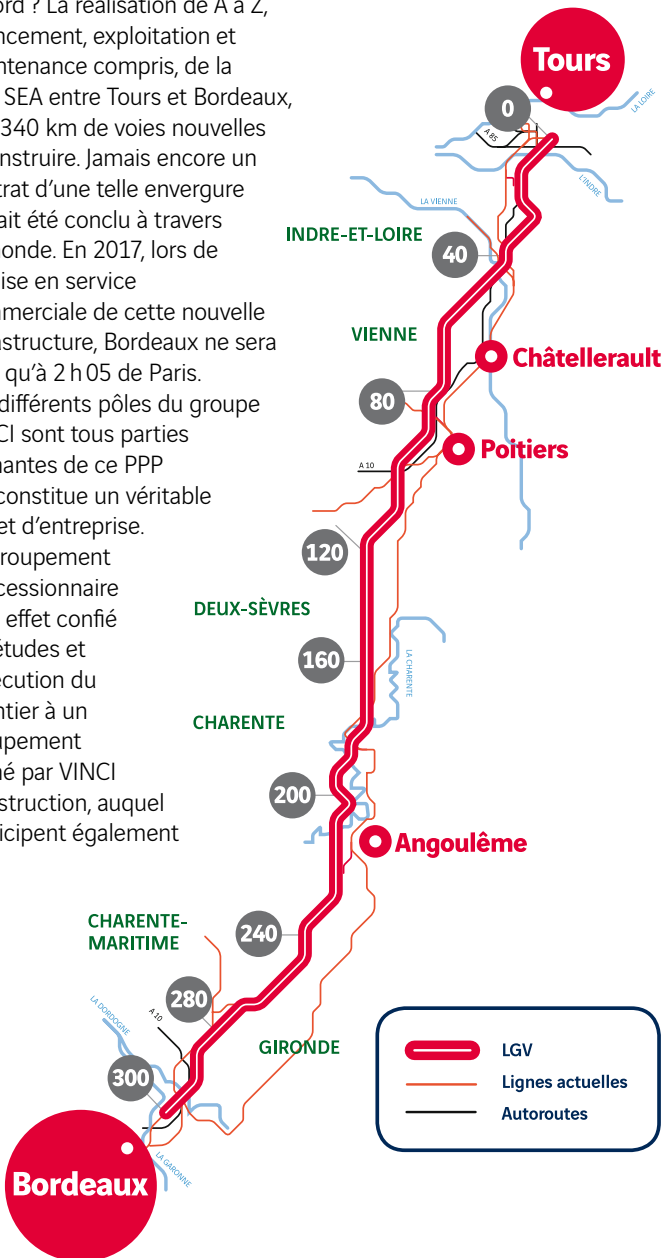 ord ? La réalisation de A à Z,
ncement, exploitation et
ntenance compris, de la
SEA entre Tours et Bordeaux,
340 km de voies nouvelles
onstruire. Jamais encore un
trat d'une telle envergure
ait été conclu à travers
onde. En 2017, lors de
ise en service
nmerciale de cette nouvelle
astructure, Bordeaux ne sera
qu'à 2 h 05 de Paris.
différents pôles du groupe
CI sont tous parties
nantes de ce PPP
constitue un véritable
et d'entreprise.
roupement
cessionnaire
effet confié
études et
écution du
ntier à un
upement
né par VINCI
struction, auquel
ticipent également
Tours
0
A 85
LA LOIRE
L'INDRE
LA VIENNE
INDRE-ET-LOIRE
40
VIENNE
Châtellerault
80
Poitiers
A 10
120
DEUX-SÈVRES
160
LA CHARENTE
CHARENTE
200
Angoulême
CHARENTE-
MARITIME
240
280
LA DORDOGNE
A 10
GIRONDE
300
LA GARONNE
Bordeaux
LGV
Lignes actuelles
Autoroutes